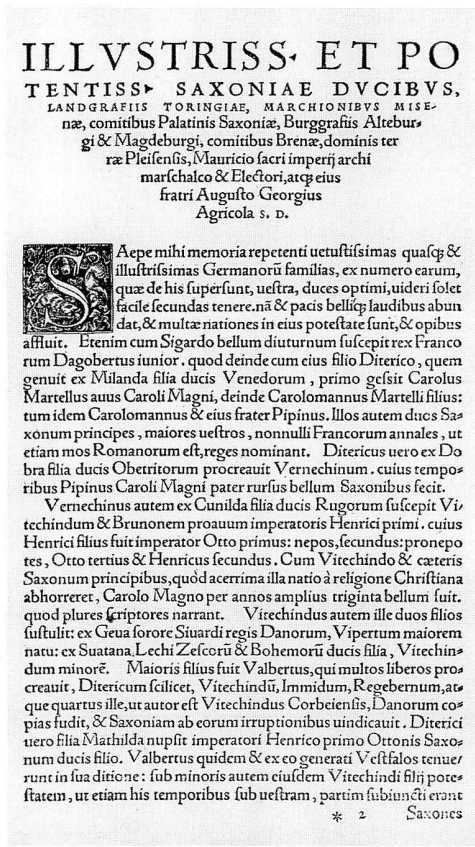 ILLVSTRISS· ET PO
TENTISS▸ SAXONIAE DVCIBVS,
LANDGRAFIIS TORINGIAE, MARCHIONIBVS MISE⸗
næ, comitibus Palatinis Saxoniæ, Burggrafiis Altebur⸗
gi & Magdeburgi, comitibus Brenæ, dominis ter
ræ Pleiſenſis, Mauricio ſacri imperij archi
marſchalco & Electori, atq́ꝫ eius
fratri Auguſto Georgius
Agricola S. D.
SAepe mihi memoria repetenti uetuſtiſsimas quaſq́ꝫ &
illuſtriſsimas Germanorū familias, ex numero earum,
quæ de his ſuperſunt, ueſtra, duces optimi, uideri ſolet
facile ſecundas tenere. nā & pacis belliq́ꝫ laudibus abun
dat, & multæ nationes in eius poteſtate ſunt, & opibus
affluit. Etenim cum Sigardo bellum diuturnum ſuſcepit rex Franco
rum Dagobertus iunior. quod deinde cum eius filio Diterico, quem
genuit ex Milanda filia ducis Venedorum, primo geſsit Carolus
Martellus auus Caroli Magni, deinde Carolomannus Martelli filius:
tum idem Carolomannus & eius frater Pipinus. Illos autem duos Sa⸗
xonum principes, maiores ueſtros, nonnulli Francorum annales, ut
etiam mos Romanorum eſt, reges nominant. Ditericus uero ex Do
bra filia ducis Obetritorum procreauit Vernechinum. cuius tempo⸗
ribus Pipinus Caroli Magni pater rurſus bellum Saxonibus fecit.
Vernechinus autem ex Cunilda filia ducis Rugorum ſuſcepit Vi⸗
techindum & Brunonem proauum imperatoris Henrici primi. cuius
Henrici filius fuit imperator Otto primus: nepos, ſecundus: pronepo
tes, Otto tertius & Henricus ſecundus. Cum Vitechindo & cæteris
Saxonum principibus, quòd acerrima illa natio à religione Chriſtiana
abhorreret, Carolo Magno per annos amplius triginta bellum fuit.
quod plures ſcriptores narrant. Vitechindus autem ille duos filios
ſuſtulit: ex Geua ſorore Siuardi regis Danorum, Vipertum maiorem
natu: ex Suatana, Lechi Zeſcorū & Bohemorū ducis filia, Vitechin⸗
dum minorē. Maioris filius fuit Valbertus, qui multos liberos pro⸗
creauit, Ditericum ſcilicet, Vitechindū, Immidum, Regebernum, at⸗
que quartus ille, ut autor eſt Vitechindus Corbeienſis, Danorum co⸗
pias fudit, & Saxoniam ab eorum irruptionibus uindicauit. Diterici
uero filia Mathilda nupſit imperatori Henrico primo Ottonis Saxo⸗
num ducis filio. Valbertus quidem & ex eo generati Veſtfalos tenue⸗
runt in ſua ditione: ſub minoris autem eiuſdem Vitechindi filij pote⸗
ſtatem, ut etiam his temporibus ſub ueſtram, partim ſubiuncti erant
* 2 Saxones